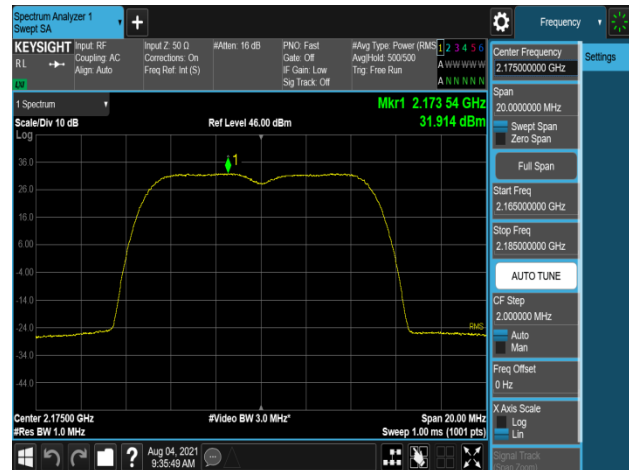 Spectrum Analyzer 1
Swept SA
+
Frequency
KEYSIGHT
RL
Input: RF
Coupling: AC
Align: Auto
Input Z: 50 Ω
Corrections: On
Freq Ref: Int (S)
#Atten: 16 dB
PNO: Fast
Gate: Off
IF Gain: Low
Sig Track: Off
#Avg Type: Power (RMS
Avg|Hold: 500/500
Trig: Free Run
1 2 3 4 5 6
A W W W W W
A N N N N N
LXI
1 Spectrum
Scale/Div 10 dB
Log
Ref Level 46.00 dBm
Mkr1 2.173 54 GHz
31.914 dBm
1
36.0
26.0
16.0
6.00
-4.00
-14.0
-24.0
-34.0
-44.0
RMS
Center 2.17500 GHz
#Res BW 1.0 MHz
#Video BW 3.0 MHz*
Span 20.00 MHz
Sweep 1.00 ms (1001 pts)
Aug 04, 2021
9:35:49 AM
?
Settings
Center Frequency
2.175000000 GHz
Span
20.0000000 MHz
Swept Span
Zero Span
Full Span
Start Freq
2.165000000 GHz
Stop Freq
2.185000000 GHz
AUTO TUNE
CF Step
2.000000 MHz
Auto
Man
Freq Offset
0 Hz
X Axis Scale
Log
Lin
Signal Track
(Span Zoom)